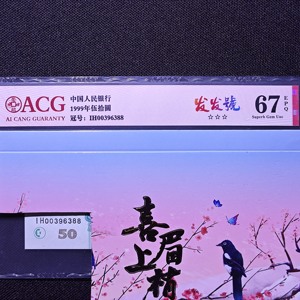 ACG
AI CANG GUARANTY
中国人民银行
1999年伍拾圆
冠号：IH00396388
发发號
☆☆☆
67 EPQ
Superb Gem Unc
IH00396388
50
喜上眉梢